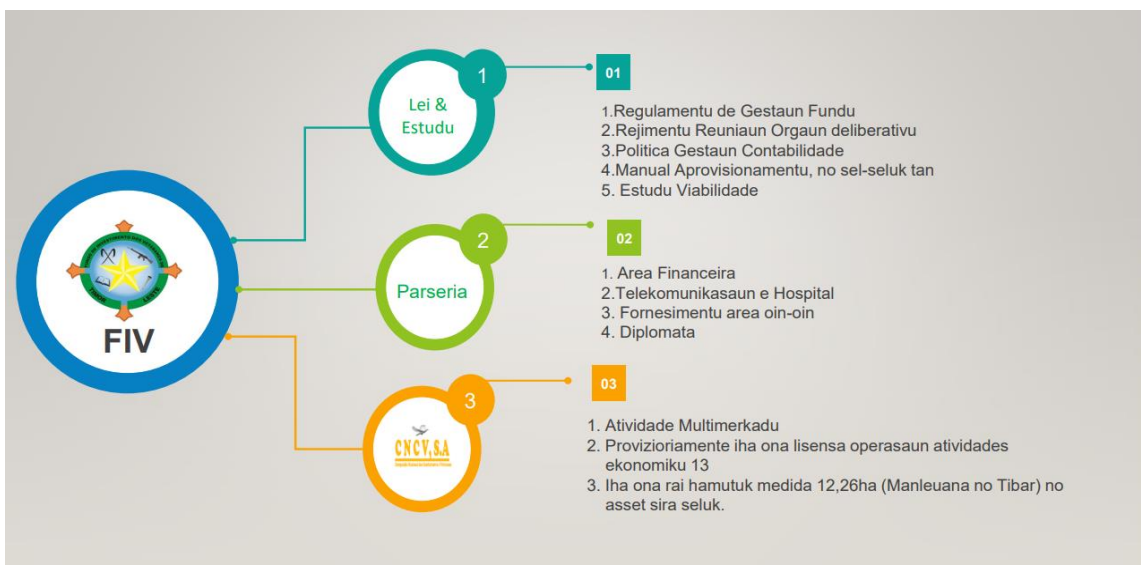 FIV
Lei &
Estudu
1
01
1.Regulamentu de Gestaun Fundu
2.Rejimentu Reuniaun Orgaun deliberativu
3.Politica Gestaun Contabilidade
4.Manual Aprovisionamentu, no sel-seluk tan
5. Estudu Viabilidade
Parseria
2
02
1. Area Financeira
2.Telekomunikasaun e Hospital
3. Fornesimentu area oin-oin
4. Diplomata
CNCV, S.A
3
03
1. Atividade Multimerkadu
2. Provizioriamente iha ona lisensa operasaun atividades
ekonomiku 13
3. Iha ona rai hamutuk medida 12,26ha (Manleuana no Tibar) no
asset sira seluk.